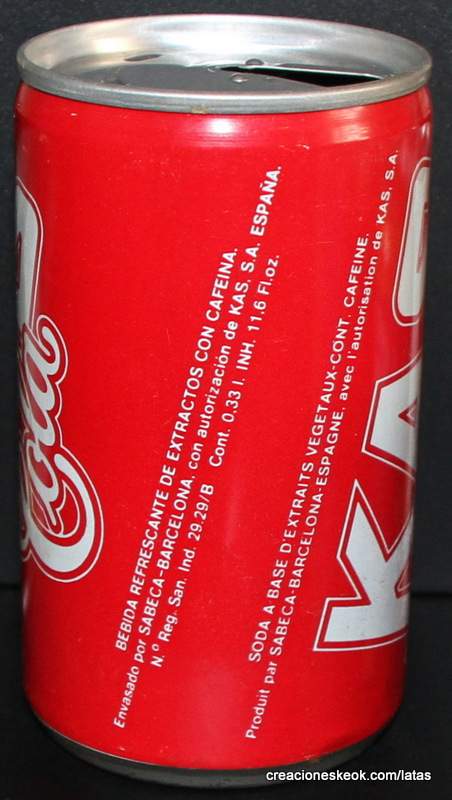 Cola
BEBIDA REFRESCANTE DE EXTRACTOS CON CAFEINA.
Envasado por SABECA-BARCELONA, con autorización de KAS, S.A. ESPAÑA.
N.º Reg. San. Ind. 29.29/B Cont. 0.33 l. INH. 11.6 Fl.oz.
SODA A BASE D'EXTRAITS VEGETAUX-CONT. CAFEINE.
Produit par SABECA-BARCELONA-ESPAGNE, avec l'autorisation de KAS, S.A.
KAS
creacioneskeok.com/latas